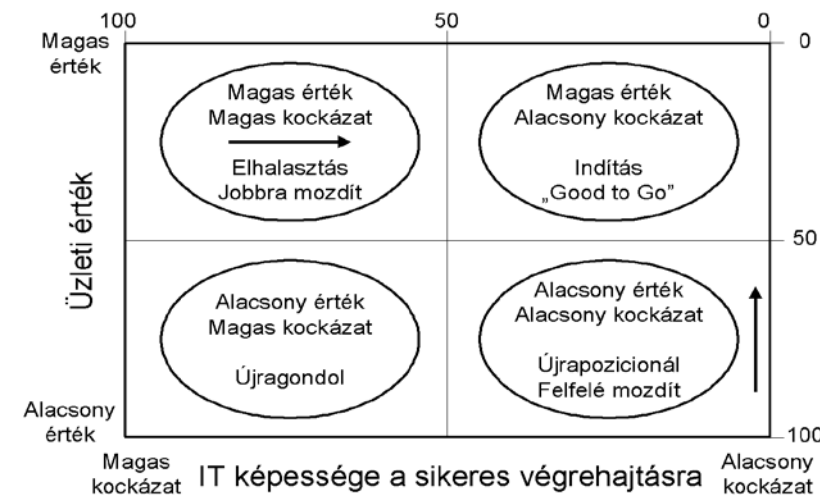 100
50
0
Magas
érték
0
Magas érték
Magas kockázat
Elhalasztás
Jobbra mozdít
Magas érték
Alacsony kockázat
Indítás
„Good to Go”
Üzleti érték
50
Alacsony érték
Magas kockázat
Újragondol
Alacsony érték
Alacsony kockázat
Újrapozicionál
Felfelé mozdít
Alacsony
érték
100
Magas
kockázat
IT képessége a sikeres végrehajtásra
Alacsony
kockázat